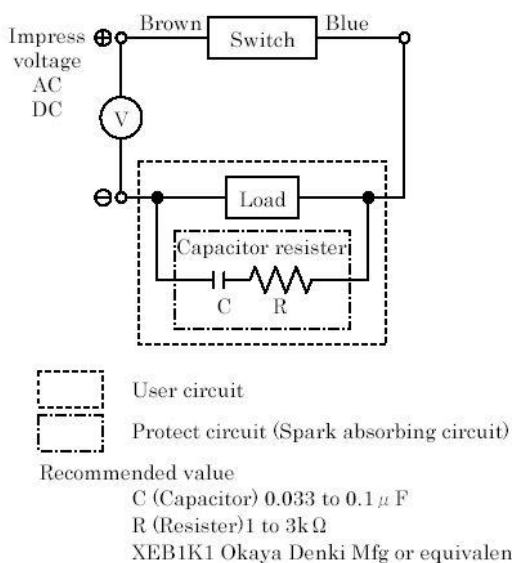 Impress
voltage
AC
DC
⊕
Brown
Switch
Blue
V
⊖
Load
Capacitor resister
C
R
User circuit
Protect circuit (Spark absorbing circuit)
Recommended value
C (Capacitor) 0.033 to 0.1 μ F
R (Resister)1 to 3kΩ
XEB1K1 Okaya Denki Mfg or equivalen